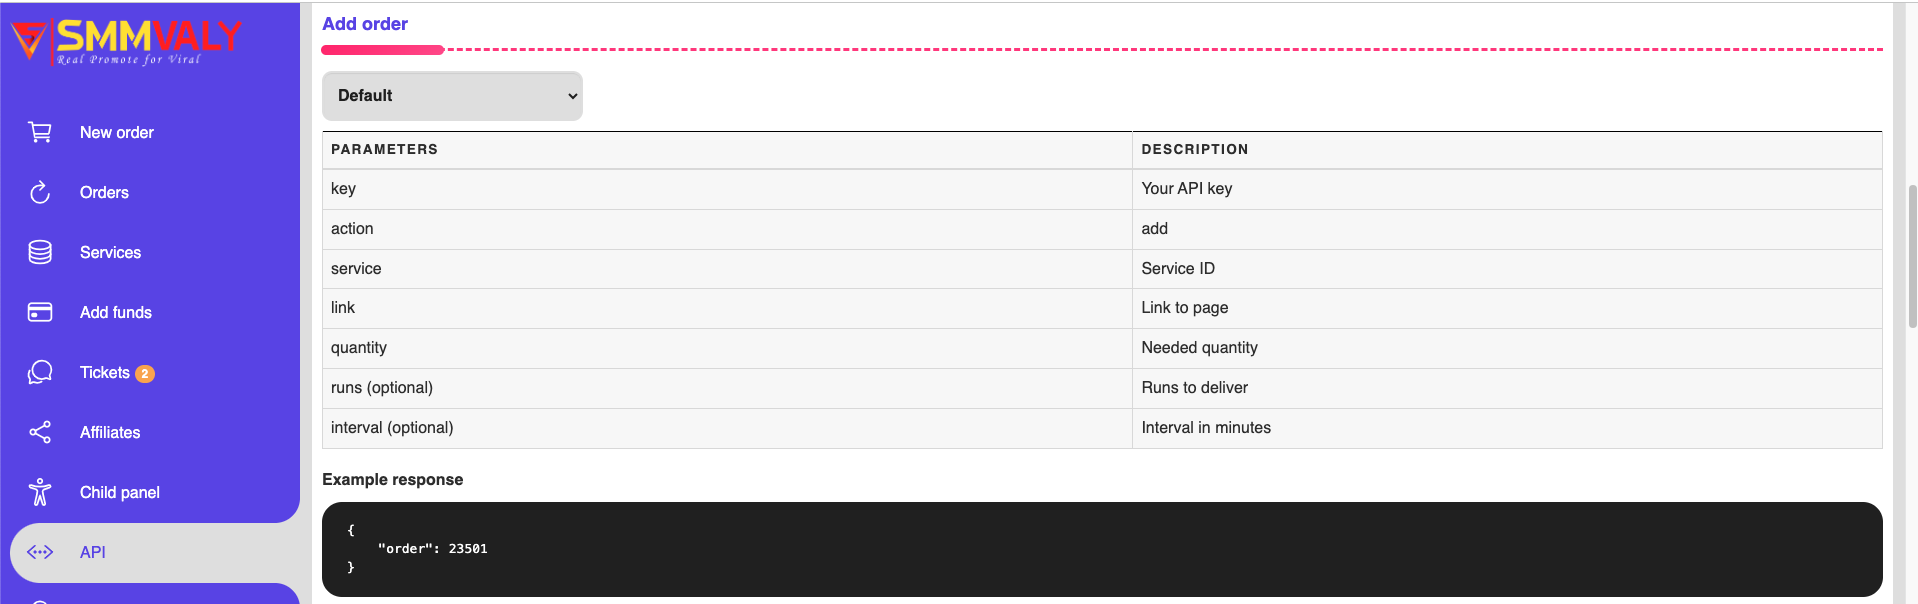 SMMVALY
Real Promote for Viral
New order
Orders
Services
Add funds
Tickets 2
Affiliates
Child panel
API
Add order
Default
PARAMETERS DESCRIPTION
key Your API key
action add
service Service ID
link Link to page
quantity Needed quantity
runs (optional) Runs to deliver
interval (optional) Interval in minutes
Example response
{
"order": 23501
}